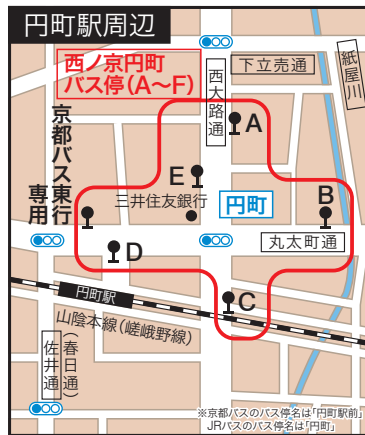 円町駅周辺
西ノ京円町
バス停(A〜F)
西大路通
下立売通
紙屋川
A
京都バス東行
専用
E
三井住友銀行
円町
B
丸太町通
D
円町駅
C
山陰本線(嵯峨野線)
佐井通
(春日通)
※京都バスのバス停名は「円町駅前」
JRバスのバス停名は「円町」